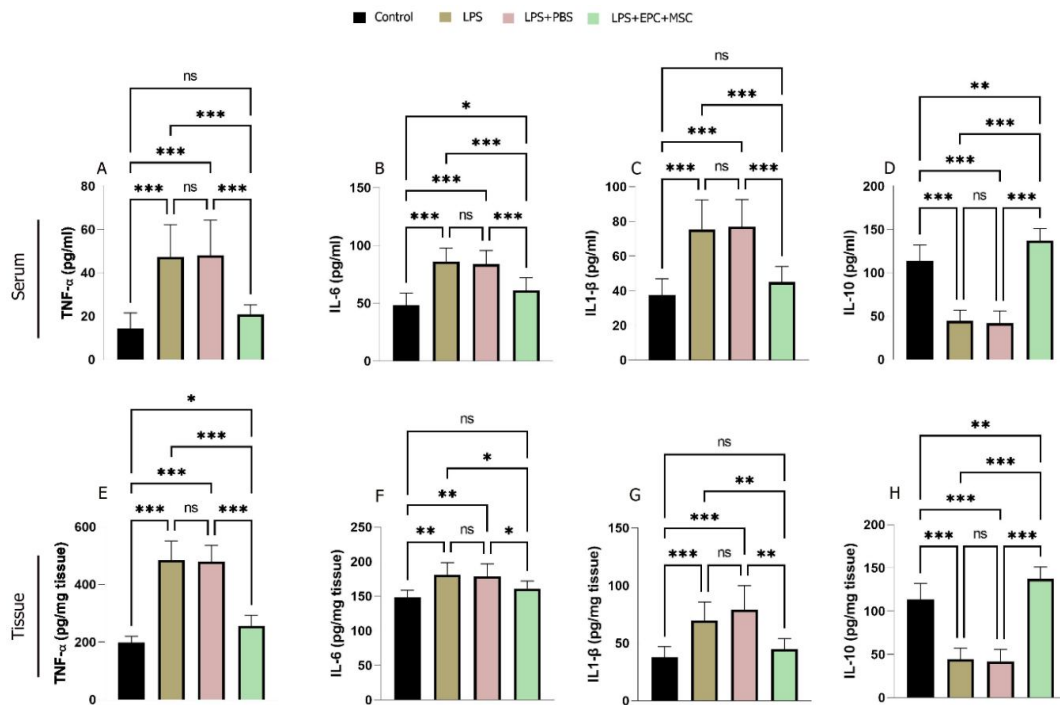 Control LPS LPS+PBS LPS+EPC+MSC
Serum
A
ns
***
***
*** ns ***
TNF-α (pg/ml)
80
60
40
20
0
B
*
***
***
*** ns ***
IL-6 (pg/ml)
150
100
50
0
C
ns
***
***
*** ns ***
IL1-β (pg/ml)
100
80
60
40
20
0
D
**
***
***
*** ns ***
IL-10 (pg/ml)
200
150
100
50
0
Tissue
E
*
***
***
*** ns ***
TNF-α (pg/mg tissue)
600
400
200
0
F
ns
*
**
** ns *
IL-6 (pg/mg tissue)
250
200
150
100
50
0
G
ns
**
***
*** ns **
IL1-β (pg/mg tissue)
150
100
50
0
H
**
***
***
*** ns ***
IL-10 (pg/mg tissue)
200
150
100
50
0